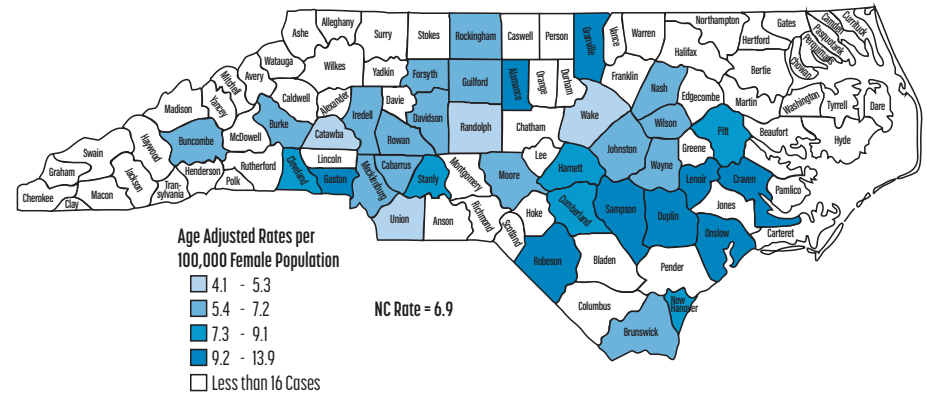 Ashe
Alleghany
Surry
Stokes
Rockingham
Caswell
Person
Granville
Vance
Warren
Northampton
Gates
Camden
Currituck
Pasquotank
Perquimans
Chowan
Hertford
Halifax
Bertie
Watauga
Wilkes
Yadkin
Forsyth
Guilford
Alamance
Orange
Durham
Franklin
Nash
Edgecombe
Martin
Washington
Tyrrell
Dare
Mitchell
Avery
Caldwell
Alexander
Davie
Iredell
Davidson
Randolph
Chatham
Wake
Wilson
Pitt
Beaufort
Hyde
Madison
Yancey
Burke
Catawba
Rowan
Johnston
Greene
Buncombe
McDowell
Lincoln
Cabarrus
Montgomery
Moore
Lee
Harnett
Wayne
Lenoir
Craven
Pamlico
Haywood
Swain
Graham
Cherokee
Clay
Macon
Jackson
Tran-
sylvania
Henderson
Polk
Rutherford
Cleveland
Gaston
Mecklenburg
Stanly
Union
Anson
Richmond
Scotland
Hoke
Cumberland
Sampson
Duplin
Jones
Onslow
Carteret
Robeson
Bladen
Pender
Columbus
New
Hanover
Brunswick
Age Adjusted Rates per
100,000 Female Population
4.1 - 5.3
5.4 - 7.2
7.3 - 9.1
9.2 - 13.9
Less than 16 Cases
NC Rate = 6.9